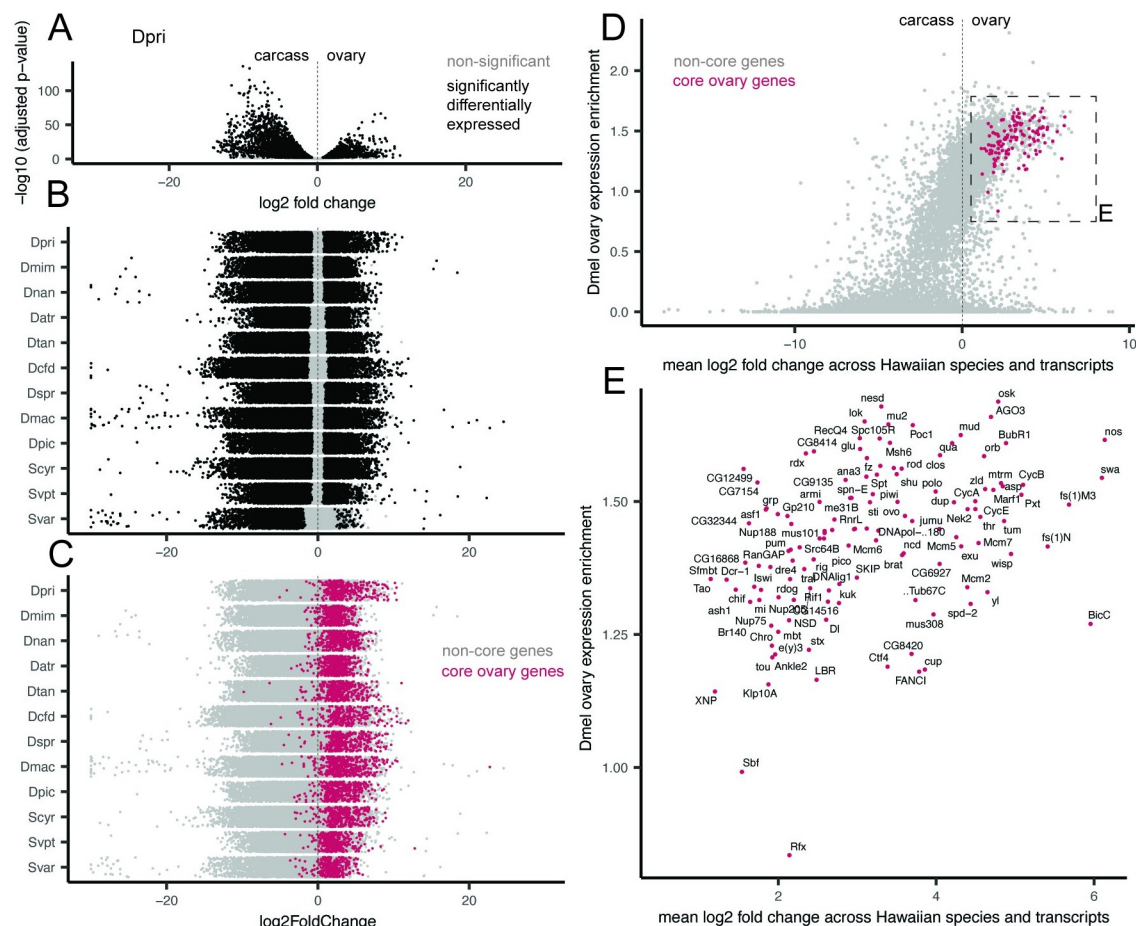 A
Dpri
carcass
ovary
non-significant
significantly
differentially
expressed
−log10 (adjusted p-value)
100
50
0
−20
0
20
log2 fold change
B
Dpri
Dmim
Dnan
Datr
Dtan
Dcfd
Dspr
Dmac
Dpic
Scyr
Svpt
Svar
−20
0
20
C
Dpri
Dmim
Dnan
Datr
Dtan
Dcfd
Dspr
Dmac
Dpic
Scyr
Svpt
Svar
non-core genes
core ovary genes
−20
0
20
log2FoldChange
D
carcass
ovary
non-core genes
core ovary genes
Dmel ovary expression enrichment
2.0
1.5
1.0
0.5
0.0
E
−10
0
10
mean log2 fold change across Hawaiian species and transcripts
E
Dmel ovary expression enrichment
1.50
1.25
1.00
nesd
osk
lok
mu2
AGO3
RecQ4
Spc105R
Poc1
mud
nos
CG8414
glu
Msh6
qua
BubR1
rdx
orb
CG12499
ana3
rod
clos
swa
CG7154
CG9135
fz
zld
mtrm
CycB
spn-E
Spt
shu
polo
asp
armi
piwi
CycA
Marf1
Pxt
fs(1)M3
grp
Gp210
me31B
sti
ovo
dup
CycE
asf1
RnrL
jumu
Nek2
thr
tum
CG32344
Nup188
mus101
DNApol-..180
fs(1)N
pum
Src64B
Mcm6
ncd
Mcm5
Mcm7
CG16868
RanGAP
pico
brat
exu
wisp
Sfmbt
Dcr-1
dre4
rig
SKIP
CG6927
Tao
Iswi
tral
DNAlig1
Mcm2
chif
rdog
Rif1
kuk
..Tub67C
yl
ash1
mi
Nup205
CG14516
spd-2
Nup75
NSD
Dl
mus308
BicC
Br140
Chro
mbt
stx
e(y)3
CG8420
tou
Ankle2
LBR
Ctf4
cup
FANCI
XNP
Klp10A
Sbf
Rfx
2
4
6
mean log2 fold change across Hawaiian species and transcripts